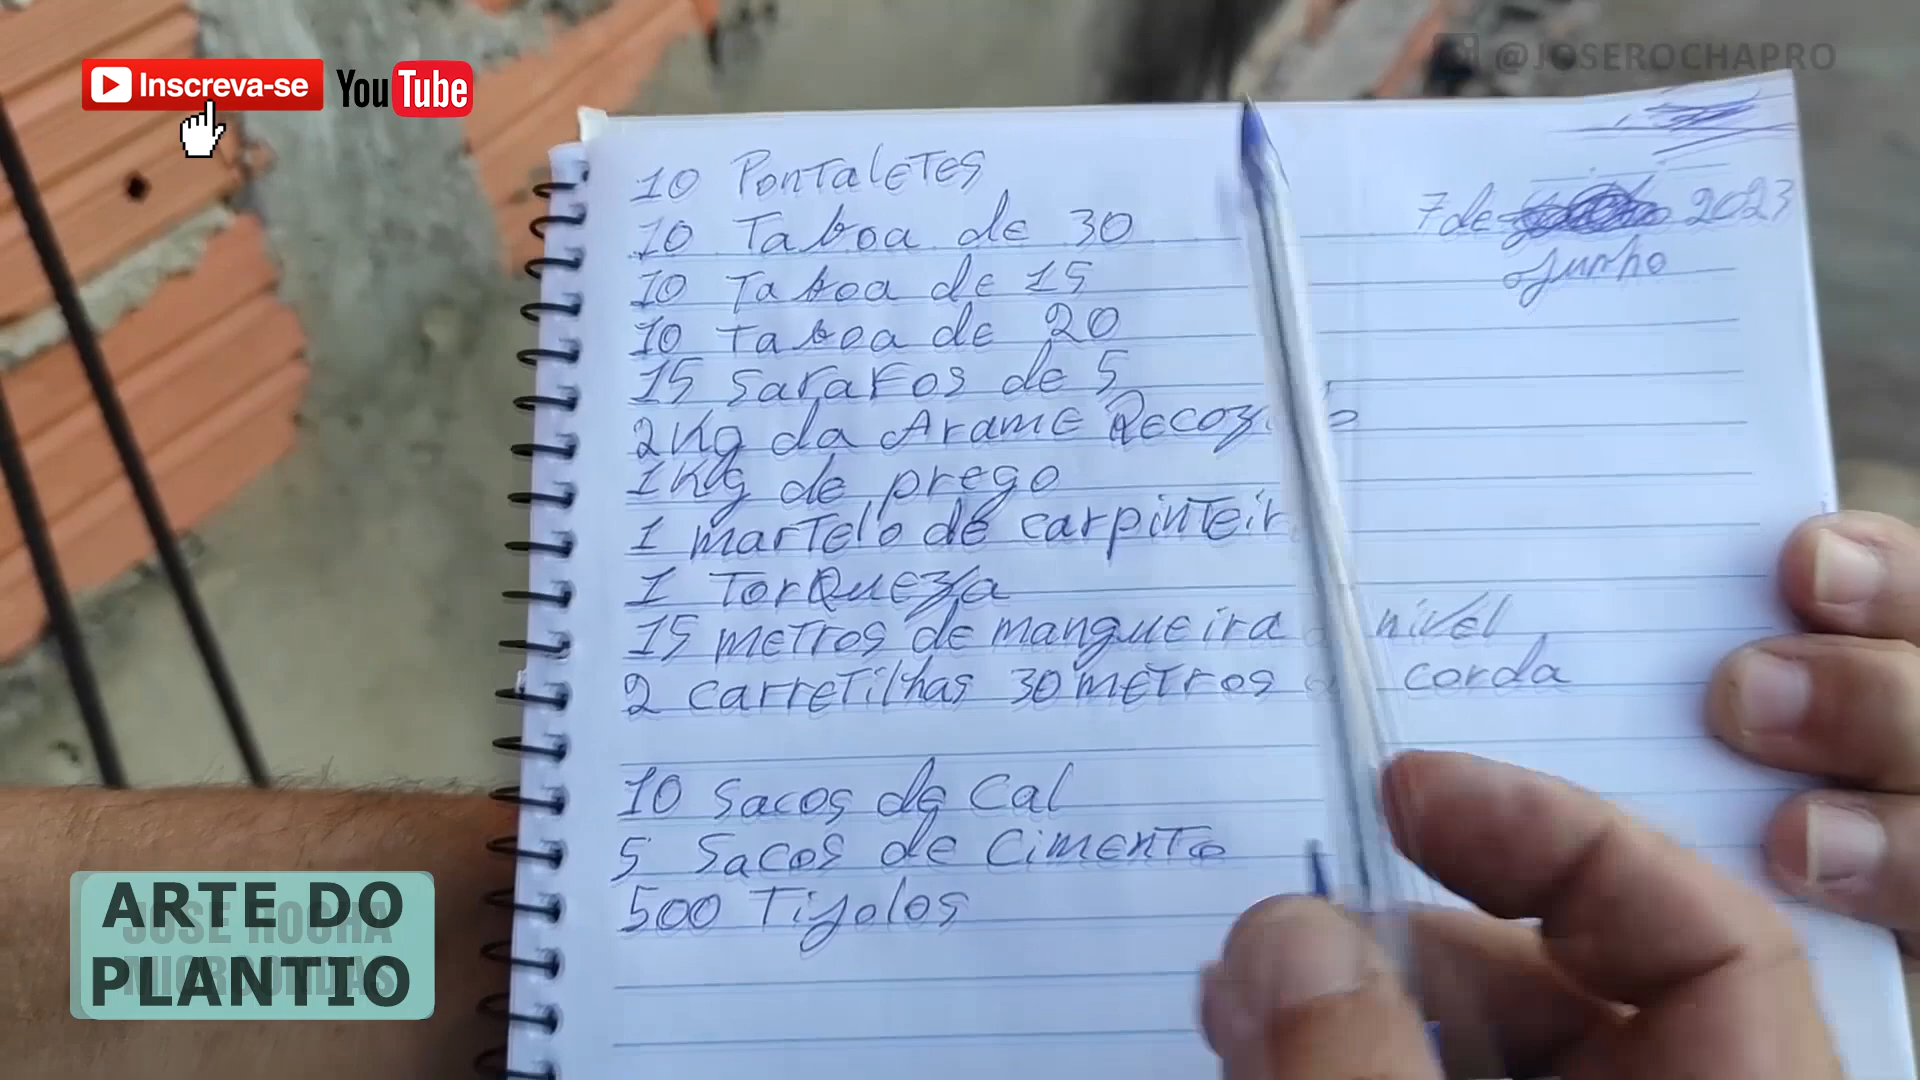 Inscreva-se YouTube
@JOSEROCHAPRO
10 Pontaletes
7 de 2023
Junho
10 Taboa de 30
10 Taboa de 15
10 Taboa de 20
15 Sarafos de 5
2Kg da Arame
1Kg de prego
1 martelo de
1 Torqueza
15 metros de mangueira nivel
2 carretilhas 30 metros corda
10 Sacos de Cal
5 Sacos de Cimento
500 Tijolos
ARTE DO
PLANTIO
JOSE ROCHA